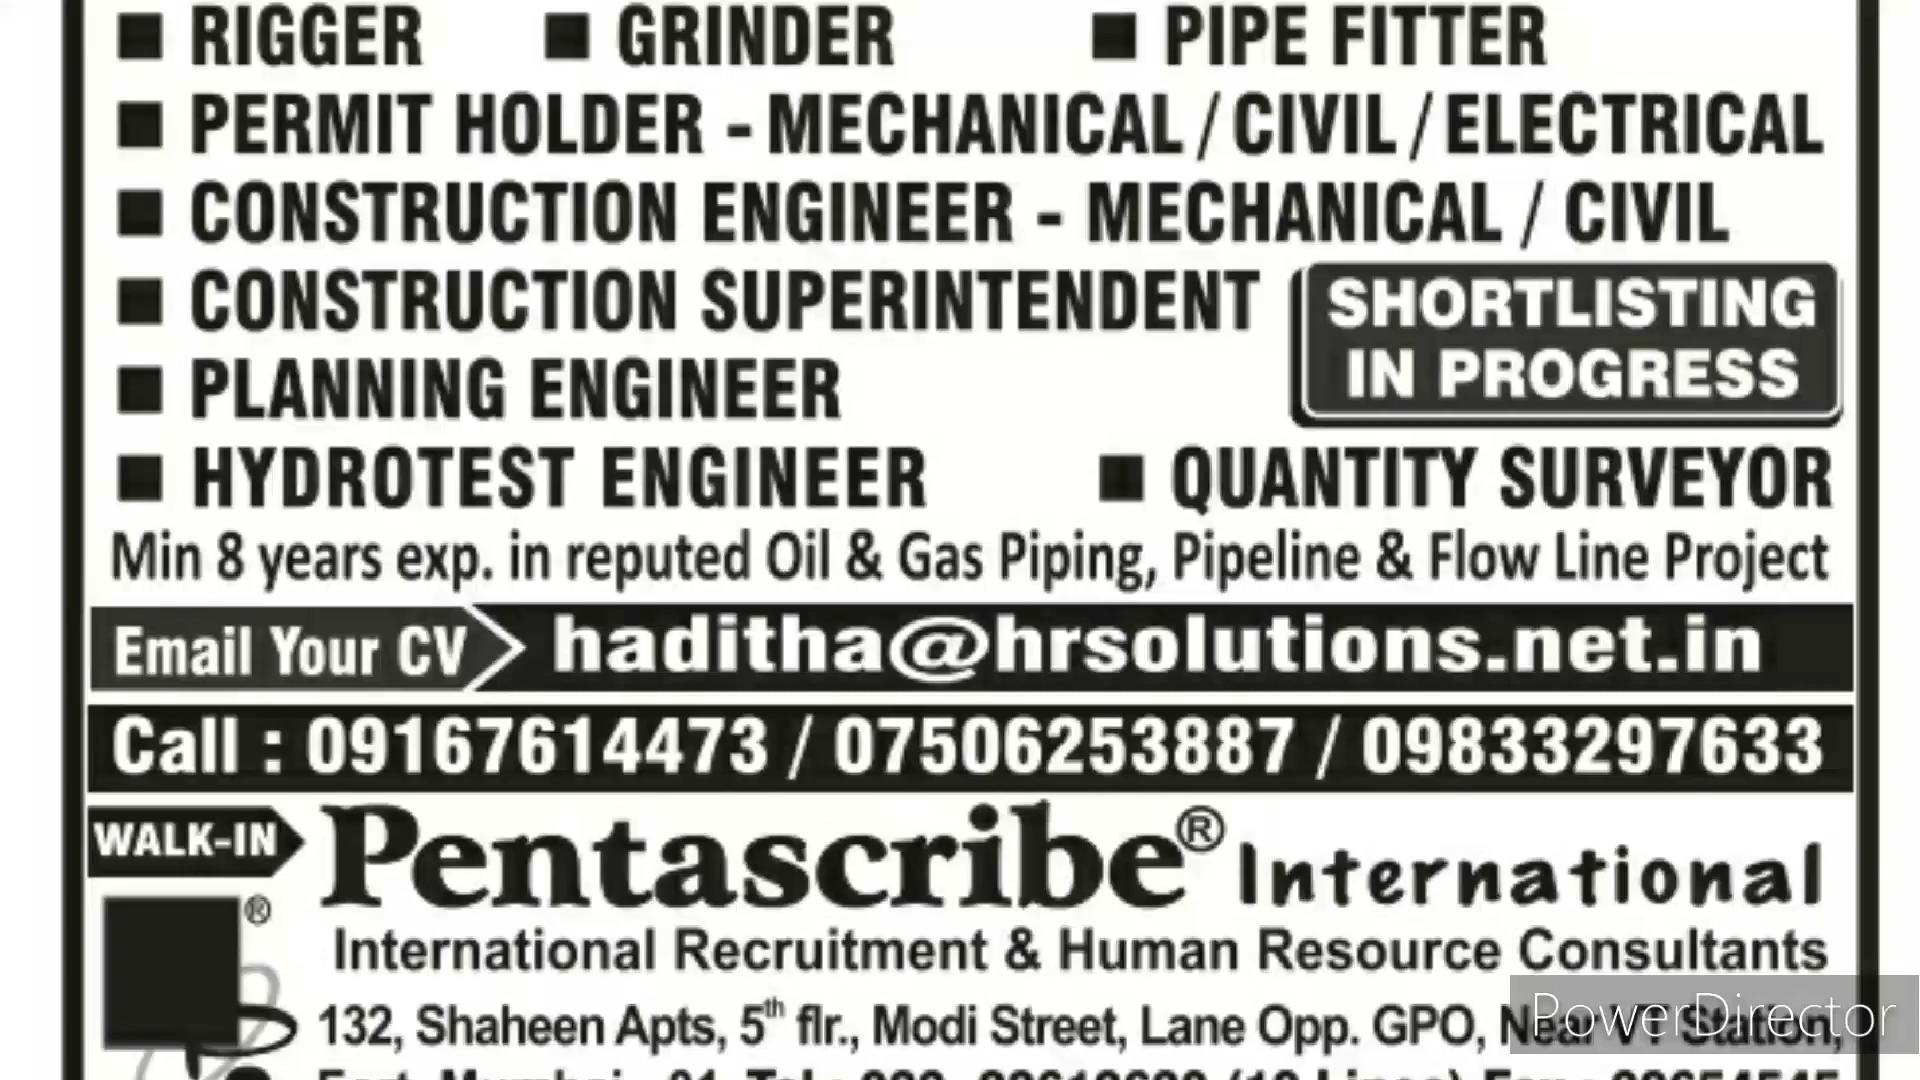 ■ RIGGER ■ GRINDER ■ PIPE FITTER
■ PERMIT HOLDER - MECHANICAL / CIVIL / ELECTRICAL
■ CONSTRUCTION ENGINEER - MECHANICAL / CIVIL
■ CONSTRUCTION SUPERINTENDENT
SHORTLISTING
IN PROGRESS
■ PLANNING ENGINEER
■ HYDROTEST ENGINEER ■ QUANTITY SURVEYOR
Min 8 years exp. in reputed Oil & Gas Piping, Pipeline & Flow Line Project
Email Your CV haditha@hrsolutions.net.in
Call : 09167614473 / 07506253887 / 09833297633
WALK-IN Pentascribe® International
®
International Recruitment & Human Resource Consultants
132, Shaheen Apts, 5th flr., Modi Street, Lane Opp. GPO, Near VT Station,
PowerDirector